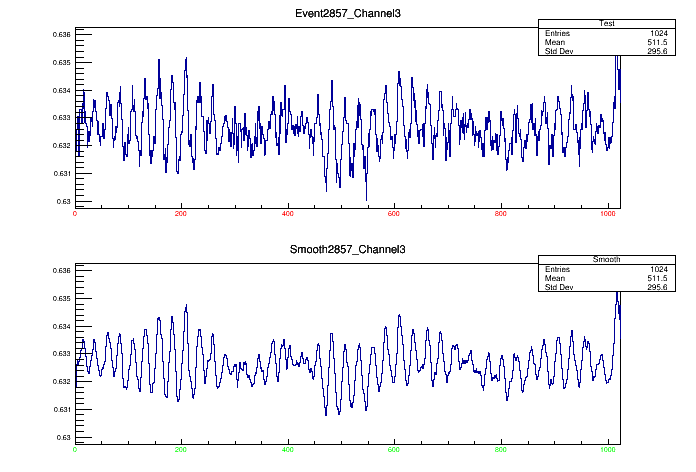 Event2857_Channel3
Test
Entries 1024
Mean 511.5
Std Dev 295.6
0.636
0.635
0.634
0.633
0.632
0.631
0.63
0 200 400 600 800 1000
Smooth2857_Channel3
Smooth
Entries 1024
Mean 511.5
Std Dev 295.6
0.636
0.635
0.634
0.633
0.632
0.631
0.63
0 200 400 600 800 1000